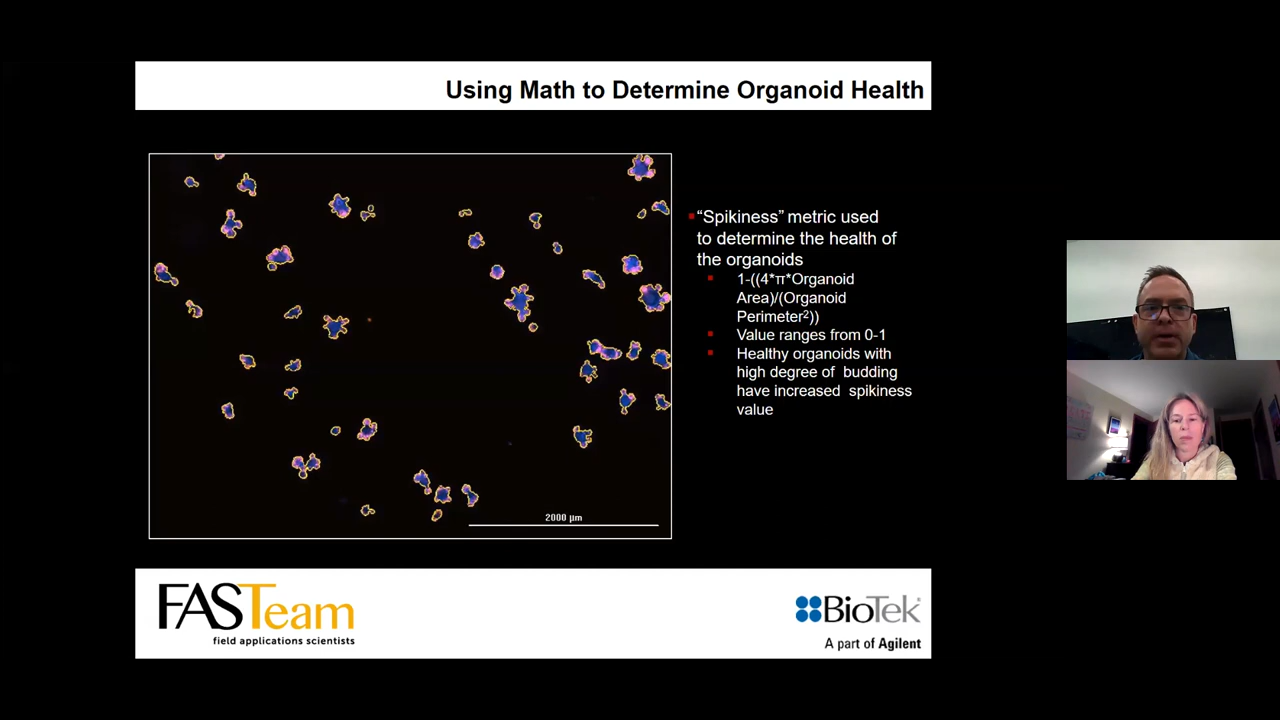 Using Math to Determine Organoid Health
“Spikiness” metric used
to determine the health of
the organoids
1-((4*π*Organoid
Area)/(Organoid
Perimeter²))
Value ranges from 0-1
Healthy organoids with
high degree of budding
have increased spikiness
value
2000 µm
FASTeam
field applications scientists
BioTek®
A part of Agilent